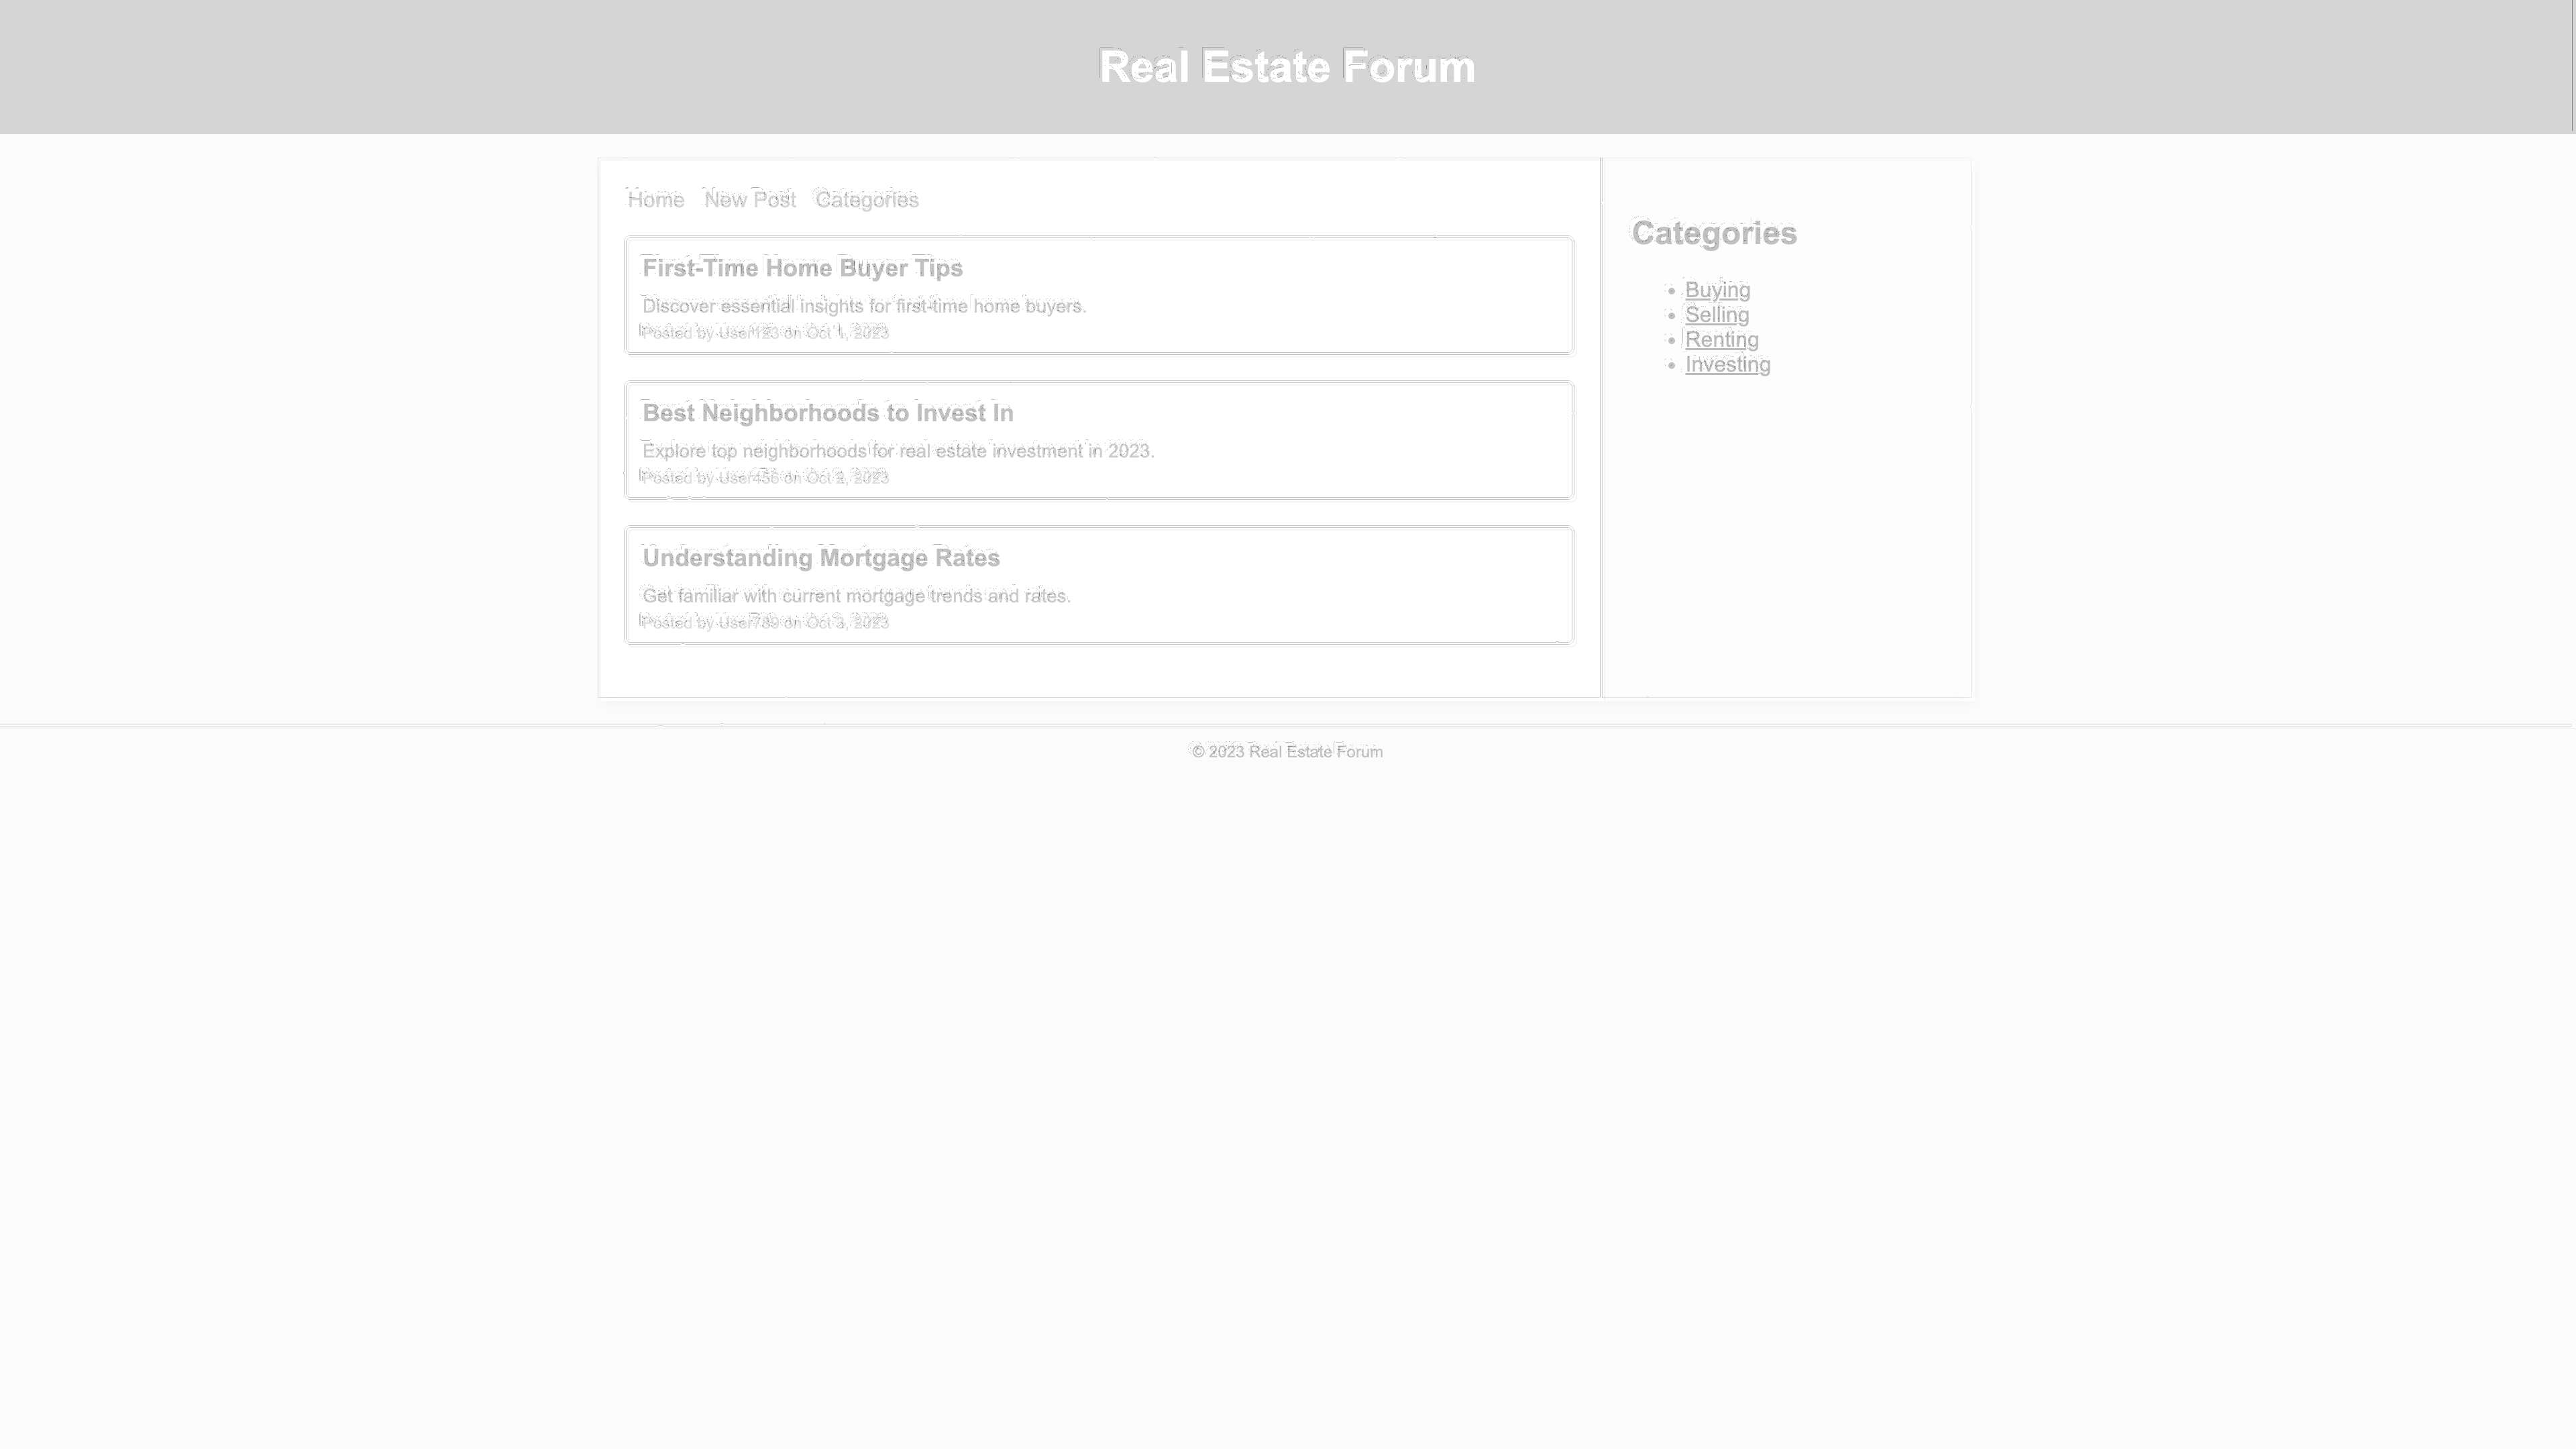 Real Estate Forum
Home New Post Categories
First-Time Home Buyer Tips
Discover essential insights for first-time home buyers.
Posted by User123 on Oct 1, 2023
Best Neighborhoods to Invest In
Explore top neighborhoods for real estate investment in 2023.
Posted by User456 on Oct 2, 2023
Understanding Mortgage Rates
Get familiar with current mortgage trends and rates.
Posted by User789 on Oct 3, 2023
Categories
Buying
Selling
Renting
Investing
© 2023 Real Estate Forum